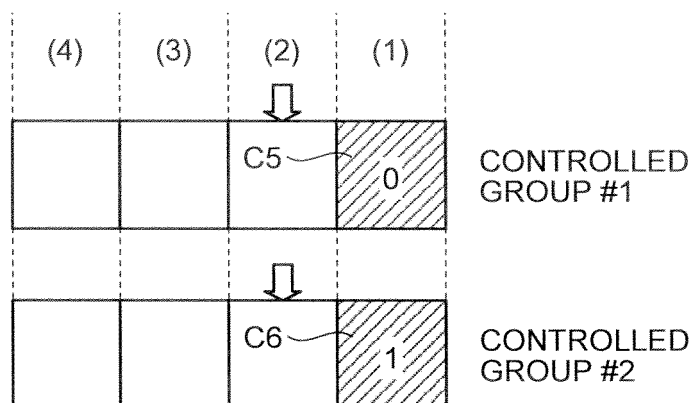 (4) (3) (2) (1)
C5
0
CONTROLLED
GROUP #1
C6
1
CONTROLLED
GROUP #2